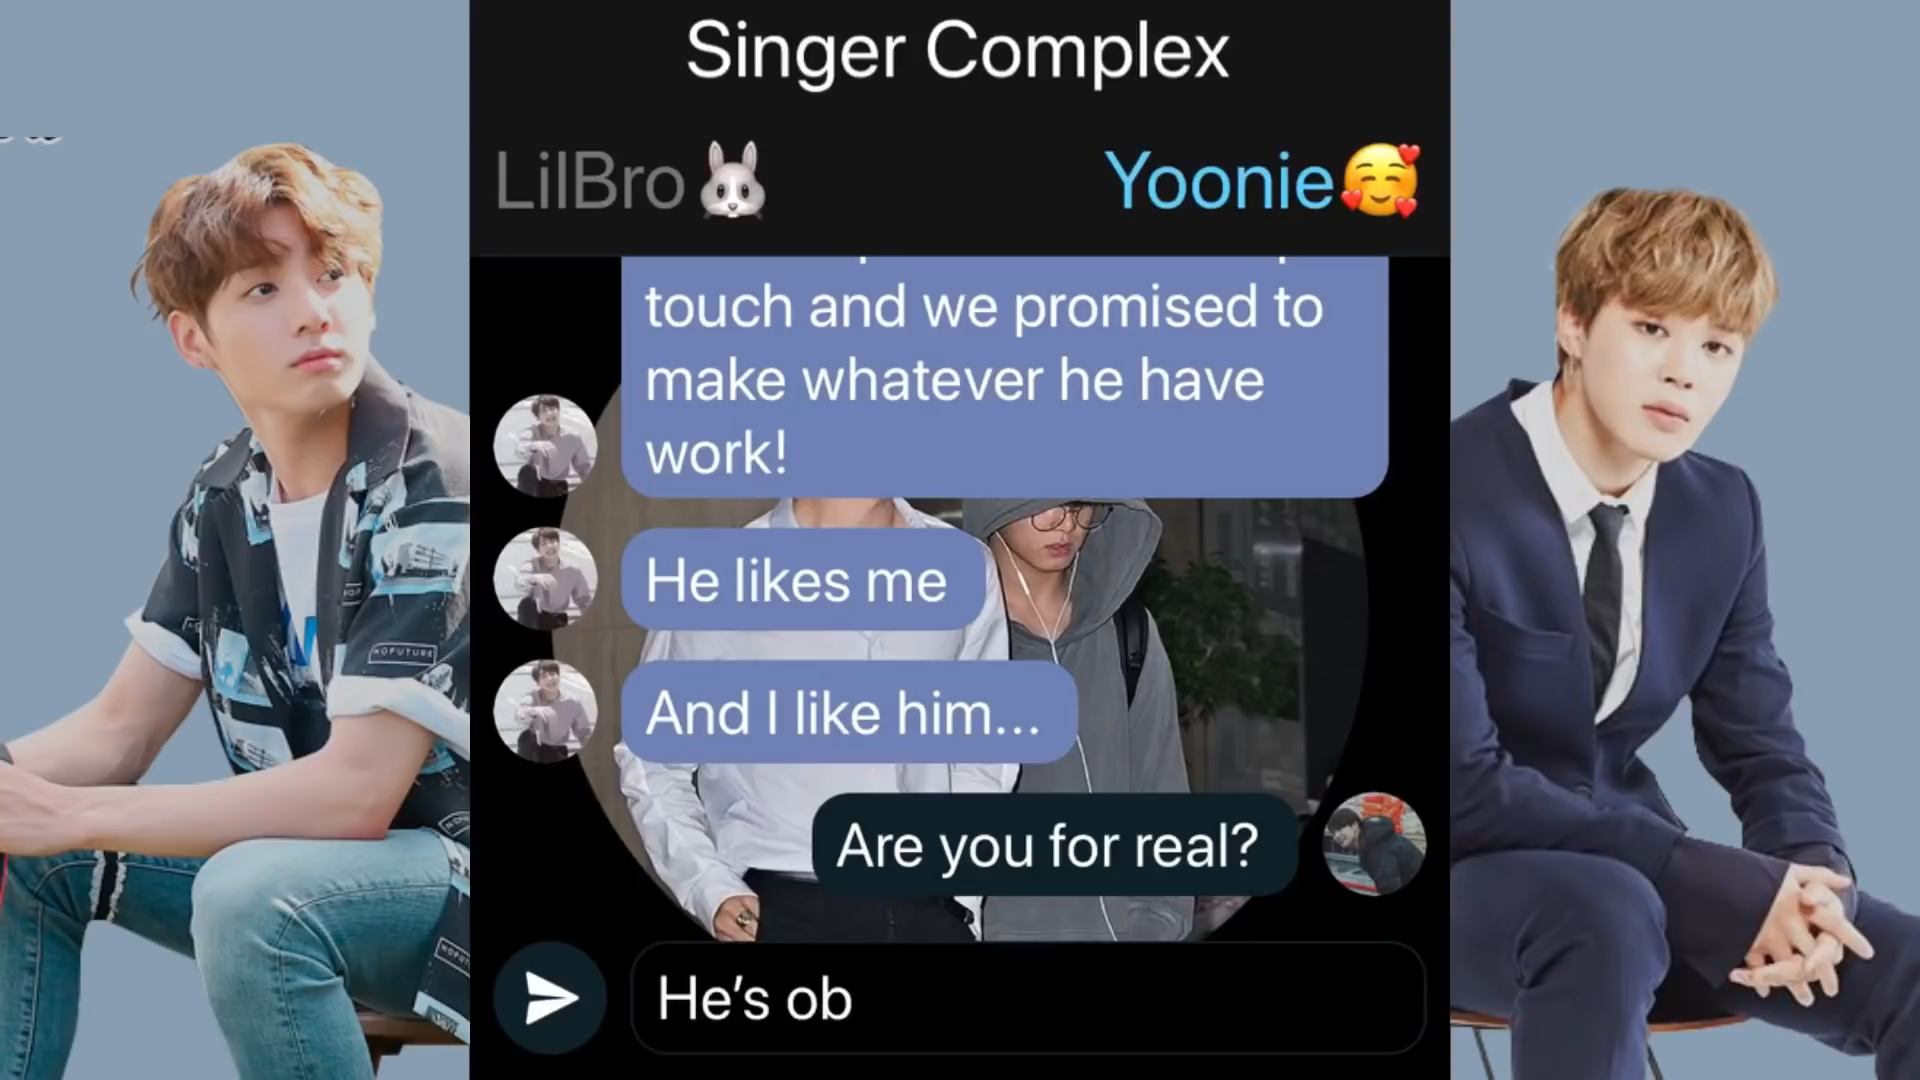 Singer Complex
LilBro🐰
Yoonie🥰
touch and we promised to
make whatever he have
work!
He likes me
And I like him...
Are you for real?
He's ob
NOFUTURE